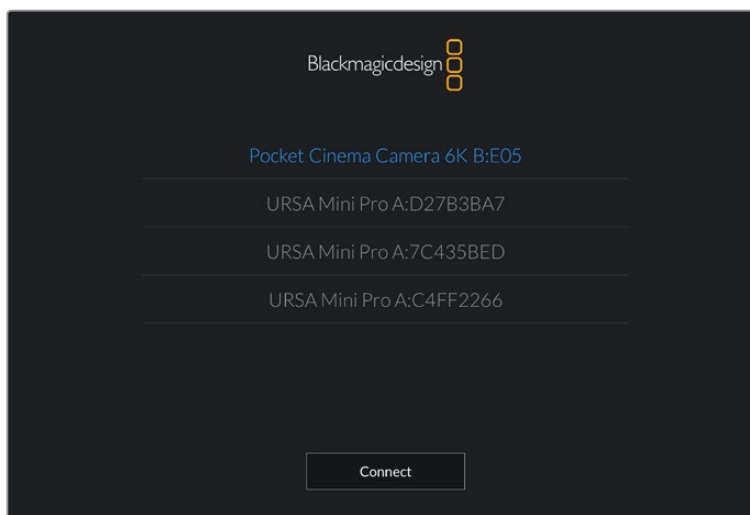 Blackmagicdesign
Pocket Cinema Camera 6K B:E05
URSA Mini Pro A:D27B3BA7
URSA Mini Pro A:7C435BED
URSA Mini Pro A:C4FF2266
Connect